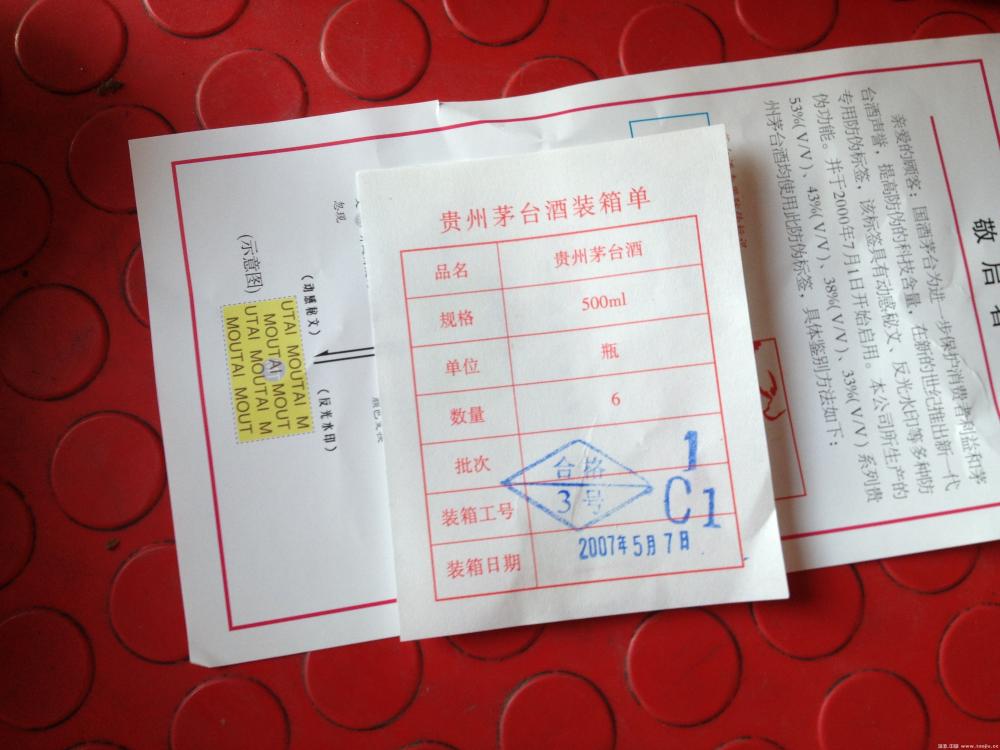 贵州茅台酒装箱单
品名 贵州茅台酒
规格 500ml
单位 瓶
数量 6
批次 1
装箱工号 C1
装箱日期 2007年5月7日
合格
3号
敬启者
亲爱的顾客：国酒茅台为进一步保护消费者利益和茅
台酒声誉，提高防伪的科技含量，在新的世纪推出新一代
专用防伪标签，该标签具有动感秘文、反光水印等多种防
伪功能。并于2000年7月1日开始启用。本公司所生产的
53%(V/V)、43%(V/V)、38%(V/V)、33%(V/V)系列贵
州茅台酒均使用此防伪标签，具体鉴别方法如下：
忽现
(示意图)
(动感秘文)
(反光水印)
UTAI MOUTAI M
MOUTAI MOUT
UTAI MOUTAI M
MOUTAI MOUT